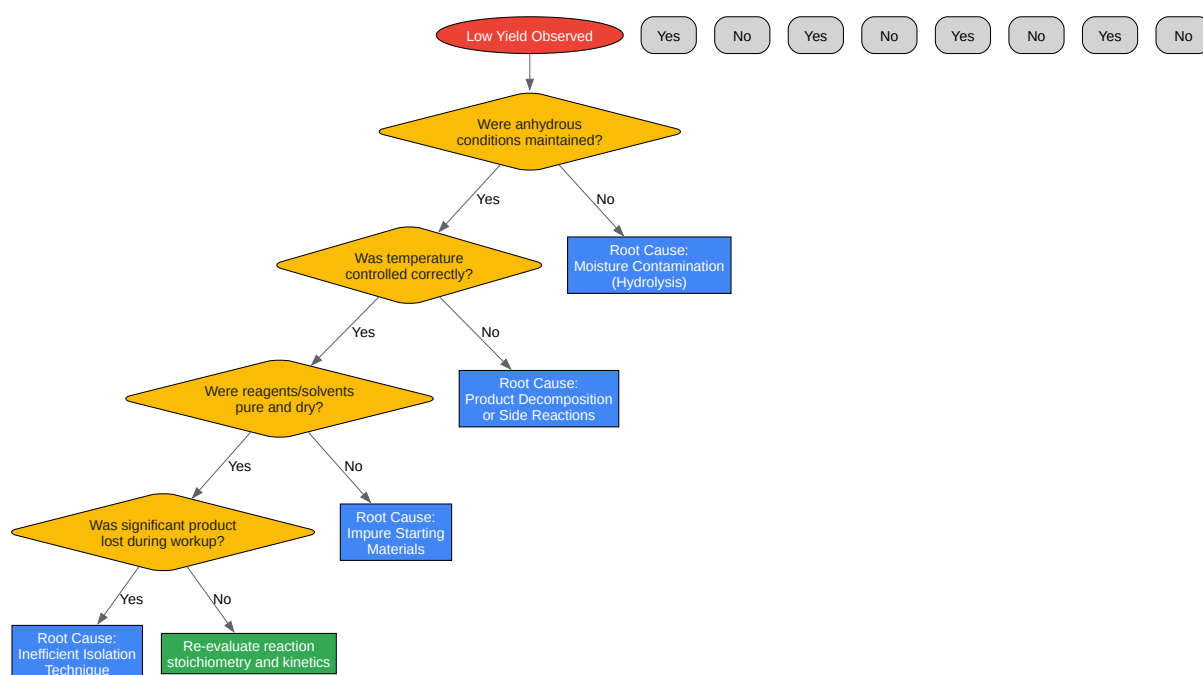 Low Yield Observed
Yes
No
Yes
No
Yes
No
Yes
No
Were anhydrous
conditions maintained?
Yes
No
Was temperature
controlled correctly?
Root Cause:
Moisture Contamination
(Hydrolysis)
Yes
No
Were reagents/solvents
pure and dry?
Root Cause:
Product Decomposition
or Side Reactions
Yes
No
Was significant product
lost during workup?
Root Cause:
Impure Starting
Materials
Yes
No
Root Cause:
Inefficient Isolation
Technique
Re-evaluate reaction
stoichiometry and kinetics